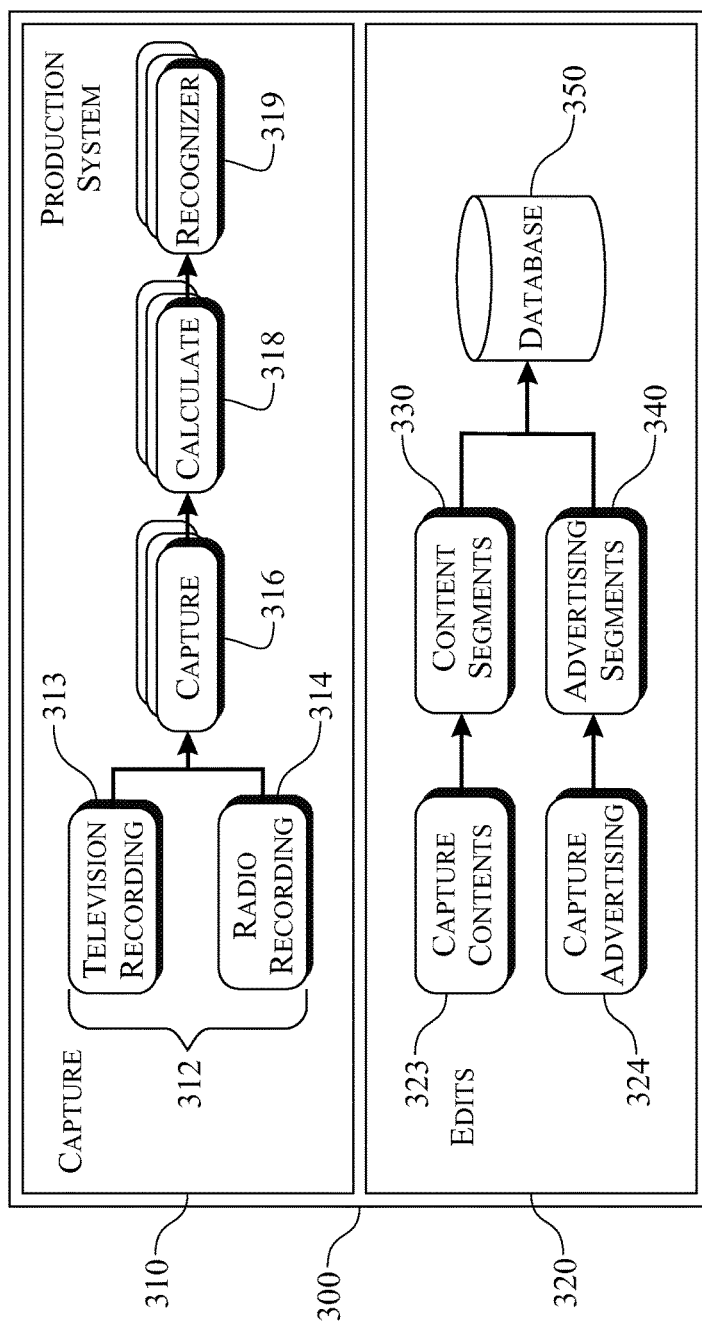 CAPTURE
PRODUCTION
SYSTEM
312
TELEVISION
RECORDING
313
RADIO
RECORDING
314
CAPTURE
316
CALCULATE
318
RECOGNIZER
319
310
300
320
EDITS
323
CAPTURE
CONTENTS
CONTENT
SEGMENTS
330
324
CAPTURE
ADVERTISING
ADVERTISING
SEGMENTS
340
DATABASE
350